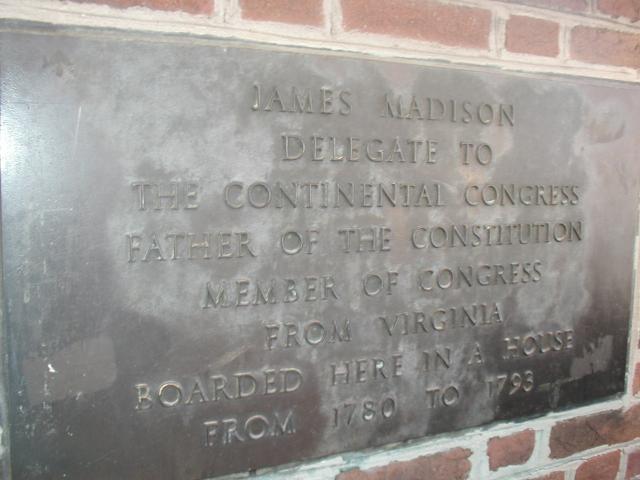 JAMES MADISON
DELEGATE TO
THE CONTINENTAL CONGRESS
FATHER OF THE CONSTITUTION
MEMBER OF CONGRESS
FROM VIRGINIA
BOARDED HERE IN A HOUSE
FROM 1780 TO 1793